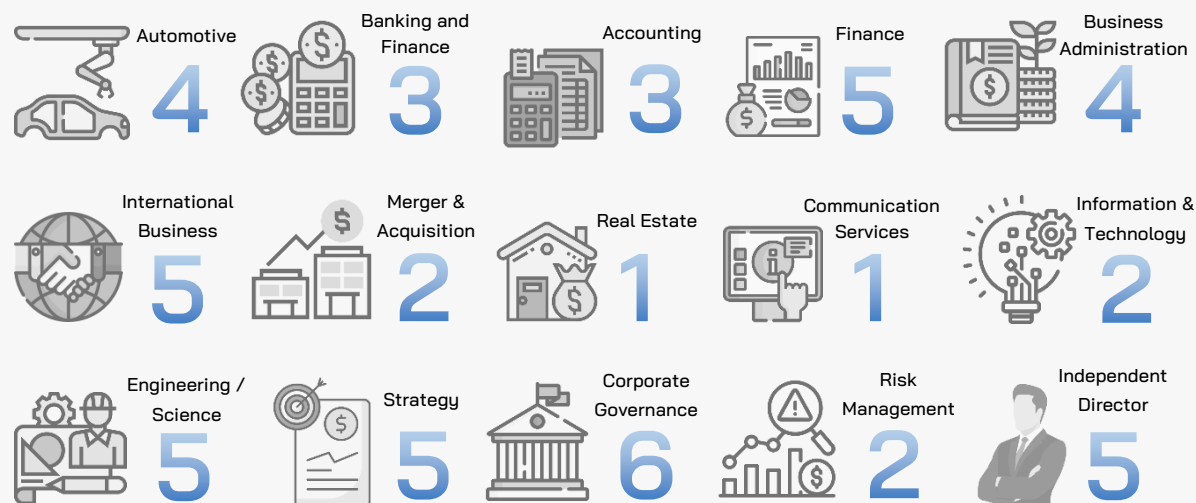 Automotive
4
Banking and
Finance
3
Accounting
3
Finance
5
Business
Administration
4
International
Business
5
Merger &
Acquisition
2
Real Estate
1
Communication
Services
1
Information &
Technology
2
Engineering /
Science
5
Strategy
5
Corporate
Governance
6
Risk
Management
2
Independent
Director
5